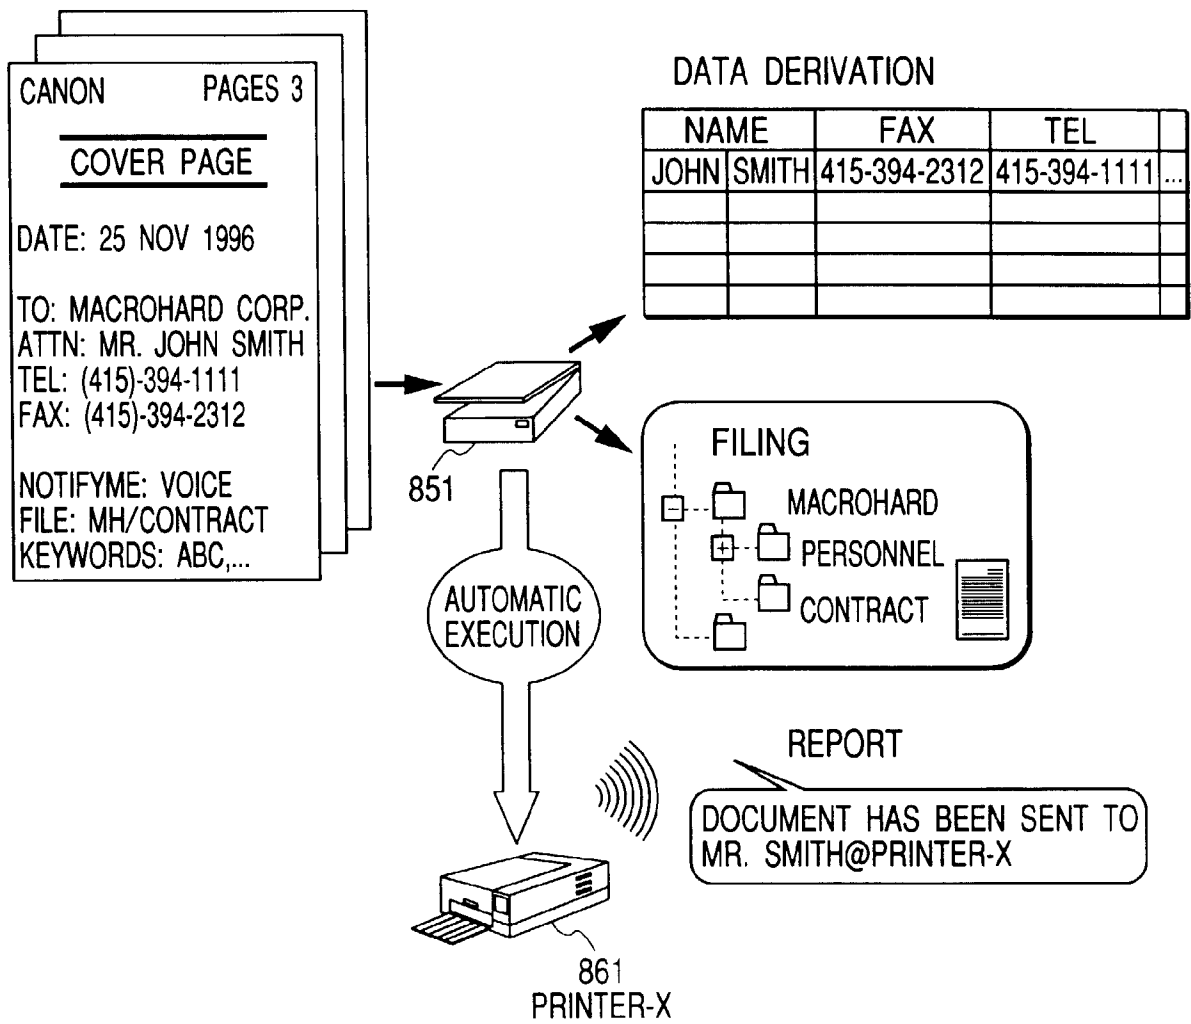 CANON PAGES 3
COVER PAGE
DATE: 25 NOV 1996
TO: MACROHARD CORP.
ATTN: MR. JOHN SMITH
TEL: (415)-394-1111
FAX: (415)-394-2312
NOTIFYME: VOICE
FILE: MH/CONTRACT
KEYWORDS: ABC,...
DATA DERIVATION
NAME FAX TEL
JOHN SMITH 415-394-2312 415-394-1111 ...
851
FILING
MACROHARD
PERSONNEL
CONTRACT
AUTOMATIC
EXECUTION
REPORT
DOCUMENT HAS BEEN SENT TO
MR. SMITH@PRINTER-X
861
PRINTER-X